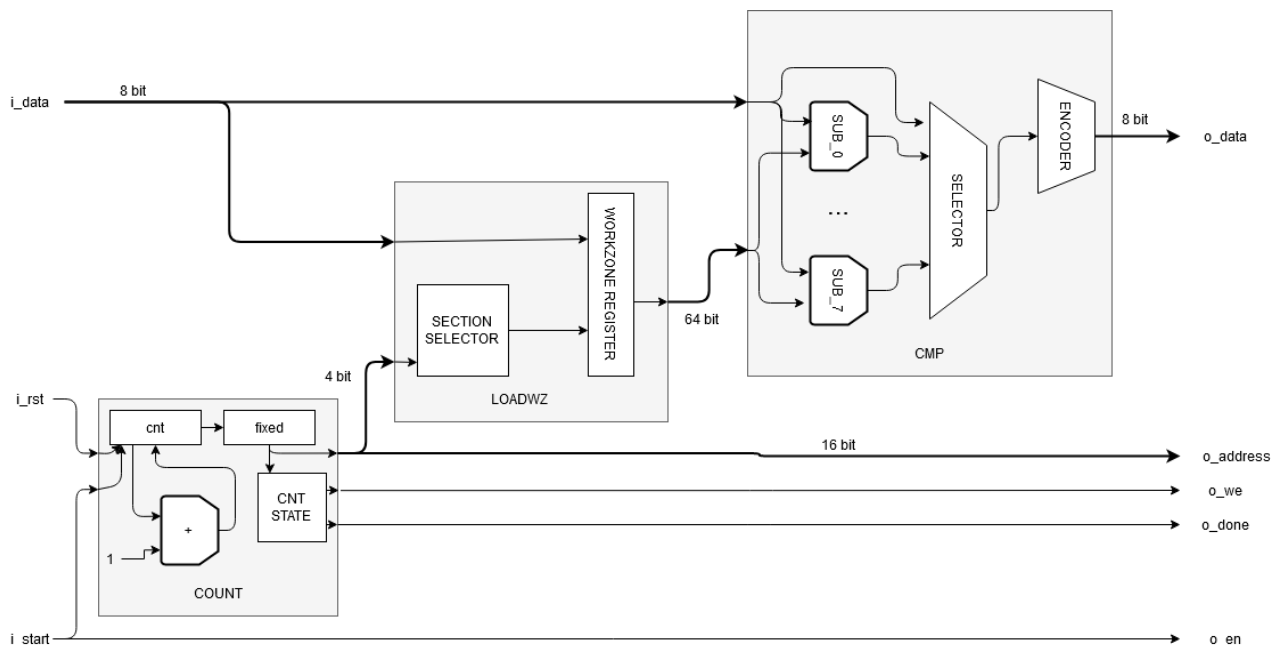 i_data
8 bit
SUB_0
...
SUB_7
SELECTOR
ENCODER
8 bit
o_data
CMP
WORKZONE REGISTER
SECTION
SELECTOR
LOADWZ
64 bit
4 bit
i_rst
cnt
fixed
CNT
STATE
+
1
COUNT
16 bit
o_address
o_we
o_done
i_start
o_en